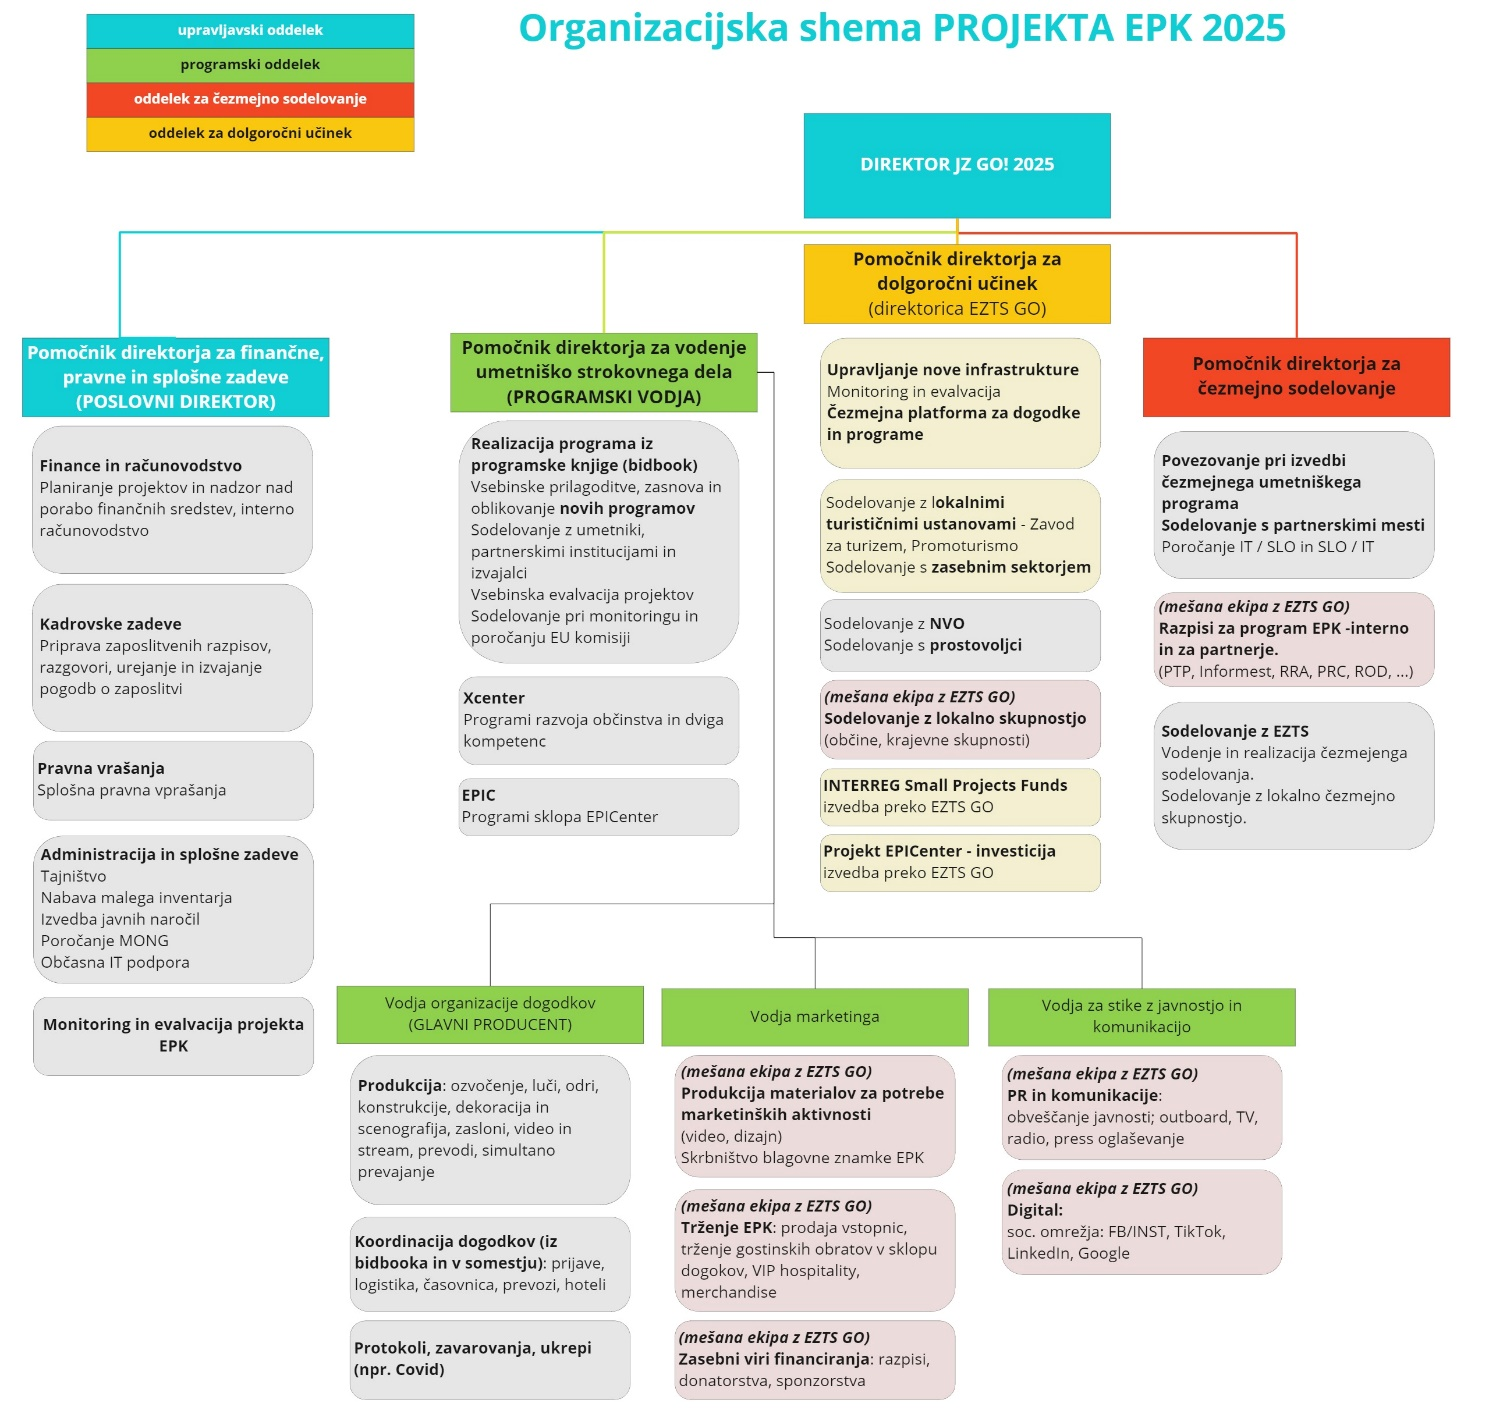 Organizacijska shema PROJEKTA EPK 2025
upravljavski oddelek
programski oddelek
oddelek za čezmejno sodelovanje
oddelek za dolgoročni učinek
DIREKTOR JZ GO! 2025
Pomočnik direktorja za finančne,
pravne in splošne zadeve
(POSLOVNI DIREKTOR)
Finance in računovodstvo
Planiranje projektov in nadzor nad
porabo finančnih sredstev, interno
računovodstvo
Kadrovske zadeve
Priprava zaposlitvenih razpisov,
razgovori, urejanje in izvajanje
pogodb o zaposlitvi
Pravna vrašanja
Splošna pravna vprašanja
Administracija in splošne zadeve
Tajništvo
Nabava malega inventarja
Izvedba javnih naročil
Poročanje MONG
Občasna IT podpora
Monitoring in evalvacija projekta
EPK
Pomočnik direktorja za vodenje
umetniško strokovnega dela
(PROGRAMSKI VODJA)
Realizacija programa iz
programske knjige (bidbook)
Vsebinske prilagoditve, zasnova in
oblikovanje novih programov
Sodelovanje z umetniki,
partnerskimi institucijami in
izvajalci
Vsebinska evalvacija projektov
Sodelovanje pri monitoringu in
poročanju EU komisiji
Xcenter
Programi razvoja občinstva in dviga
kompetenc
EPIC
Programi sklopa EPICenter
Pomočnik direktorja za
dolgoročni učinek
(direktorica EZTS GO)
Upravljanje nove infrastrukture
Monitoring in evalvacija
Čezmejna platforma za dogodke
in programe
Sodelovanje z lokalnimi
turističnimi ustanovami - Zavod
za turizem, Promoturismo
Sodelovanje s zasebnim sektorjem
Sodelovanje z NVO
Sodelovanje s prostovoljci
(mešana ekipa z EZTS GO)
Sodelovanje z lokalno skupnostjo
(občine, krajevne skupnosti)
INTERREG Small Projects Funds
izvedba preko EZTS GO
Projekt EPICenter - investicija
izvedba preko EZTS GO
Pomočnik direktorja za
čezmejno sodelovanje
Povezovanje pri izvedbi
čezmejnega umetniškega
programa
Sodelovanje s partnerskimi mesti
Poročanje IT / SLO in SLO / IT
(mešana ekipa z EZTS GO)
Razpisi za program EPK -interno
in za partnerje.
(PTP, Informest, RRA, PRC, ROD, ...)
Sodelovanje z EZTS
Vodenje in realizacija čezmejenga
sodelovanja.
Sodelovanje z lokalno čezmejno
skupnostjo.
Vodja organizacije dogodkov
(GLAVNI PRODUCENT)
Produkcija: ozvočenje, luči, odri,
konstrukcije, dekoracija in
scenografija, zasloni, video in
stream, prevodi, simultano
prevajanje
Koordinacija dogodkov (iz
bidbooka in v somestju): prijave,
logistika, časovnica, prevozi, hoteli
Protokoli, zavarovanja, ukrepi
(npr. Covid)
Vodja marketinga
(mešana ekipa z EZTS GO)
Produkcija materialov za potrebe
marketinških aktivnosti
(video, dizajn)
Skrbništvo blagovne znamke EPK
(mešana ekipa z EZTS GO)
Trženje EPK: prodaja vstopnic,
trženje gostinskih obratov v sklopu
dogokov, VIP hospitality,
merchandise
(mešana ekipa z EZTS GO)
Zasebni viri financiranja: razpisi,
donatorstva, sponzorstva
Vodja za stike z javnostjo in
komunikacijo
(mešana ekipa z EZTS GO)
PR in komunikacije:
obveščanje javnosti; outboard, TV,
radio, press oglaševanje
(mešana ekipa z EZTS GO)
Digital:
soc. omrežja: FB/INST, TikTok,
LinkedIn, Google